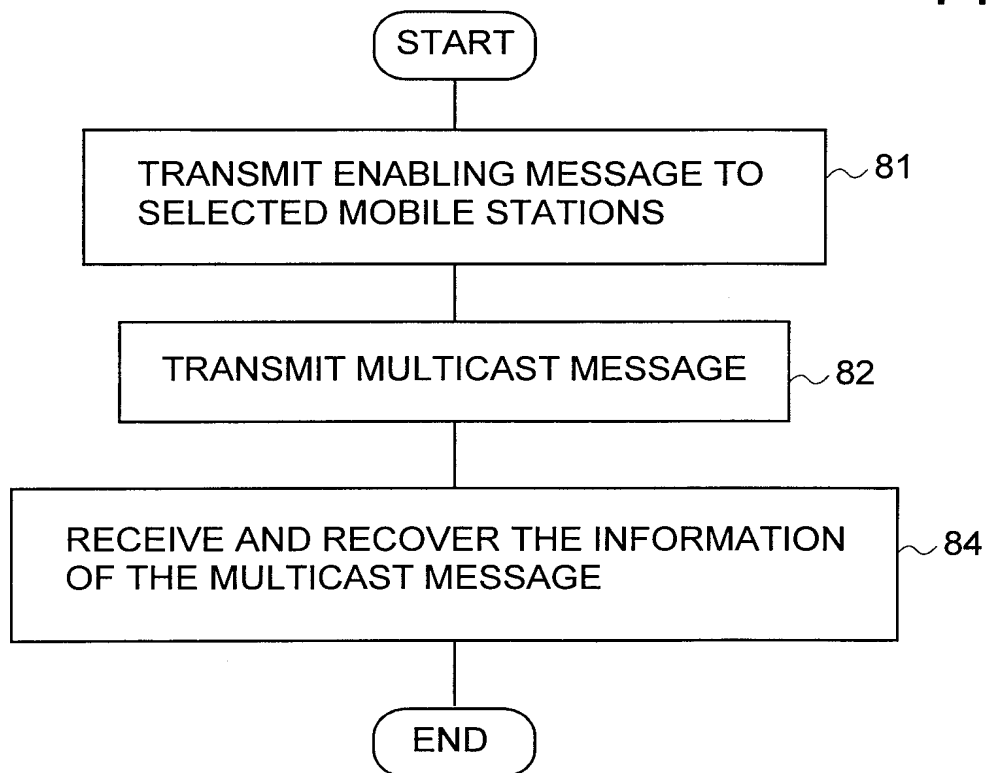 START
TRANSMIT ENABLING MESSAGE TO
SELECTED MOBILE STATIONS
81
TRANSMIT MULTICAST MESSAGE
82
RECEIVE AND RECOVER THE INFORMATION
OF THE MULTICAST MESSAGE
84
END